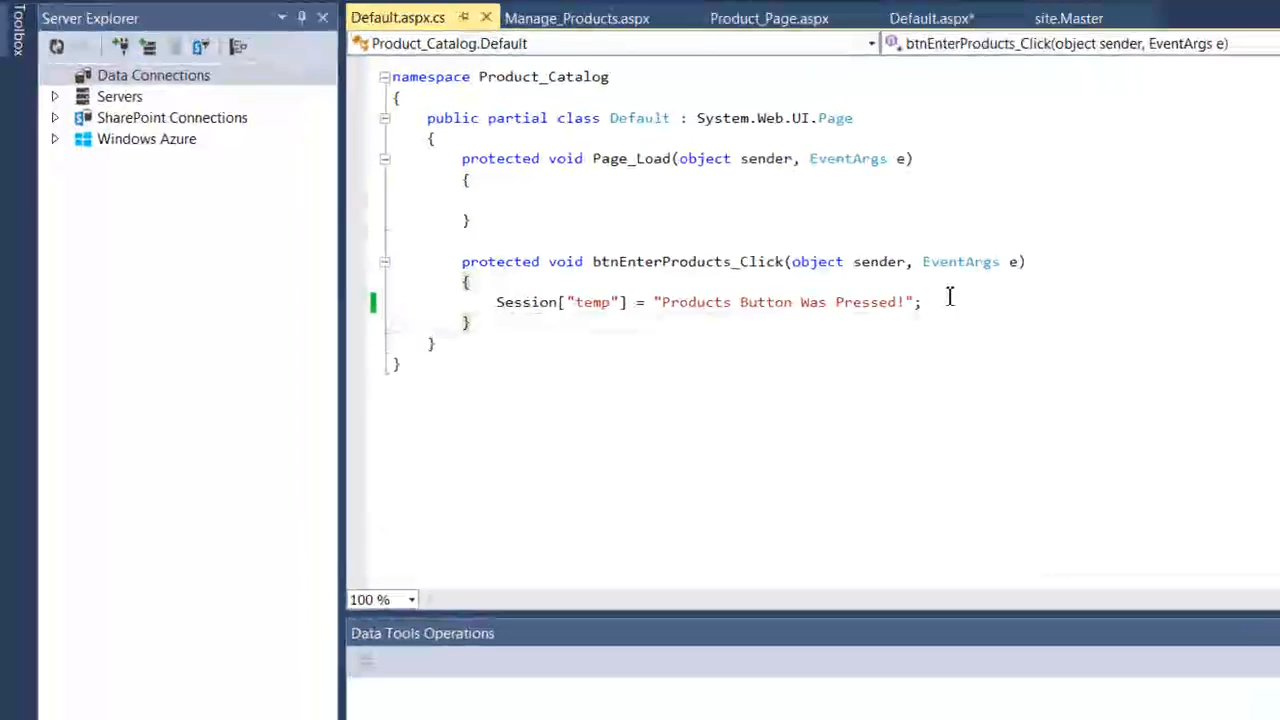 Toolbox
Server Explorer
Data Connections
Servers
SharePoint Connections
Windows Azure
Default.aspx.cs Manage_Products.aspx Product_Page.aspx Default.aspx* site.Master
Product_Catalog.Default btnEnterProducts_Click(object sender, EventArgs e)
namespace Product_Catalog
{
public partial class Default : System.Web.UI.Page
{
protected void Page_Load(object sender, EventArgs e)
{
}
protected void btnEnterProducts_Click(object sender, EventArgs e)
{
Session["temp"] = "Products Button Was Pressed!";
}
}
}
100 %
Data Tools Operations